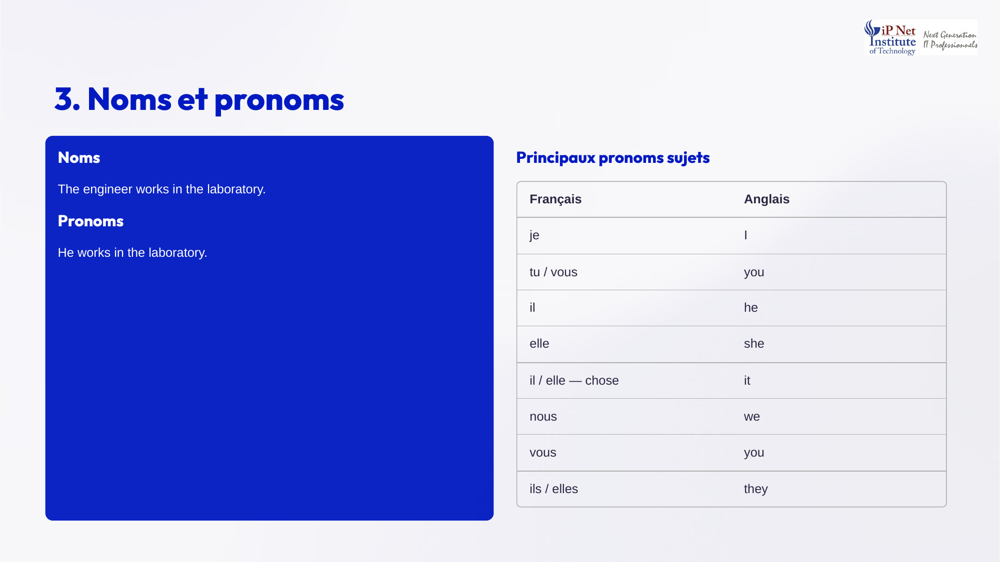 iP Net
Institute
of Technology
Next Generation
IT Professionnels
3. Noms et pronoms
Noms
The engineer works in the laboratory.
Pronoms
He works in the laboratory.
Principaux pronoms sujets
Français Anglais
je I
tu / vous you
il he
elle she
il / elle — chose it
nous we
vous you
ils / elles they